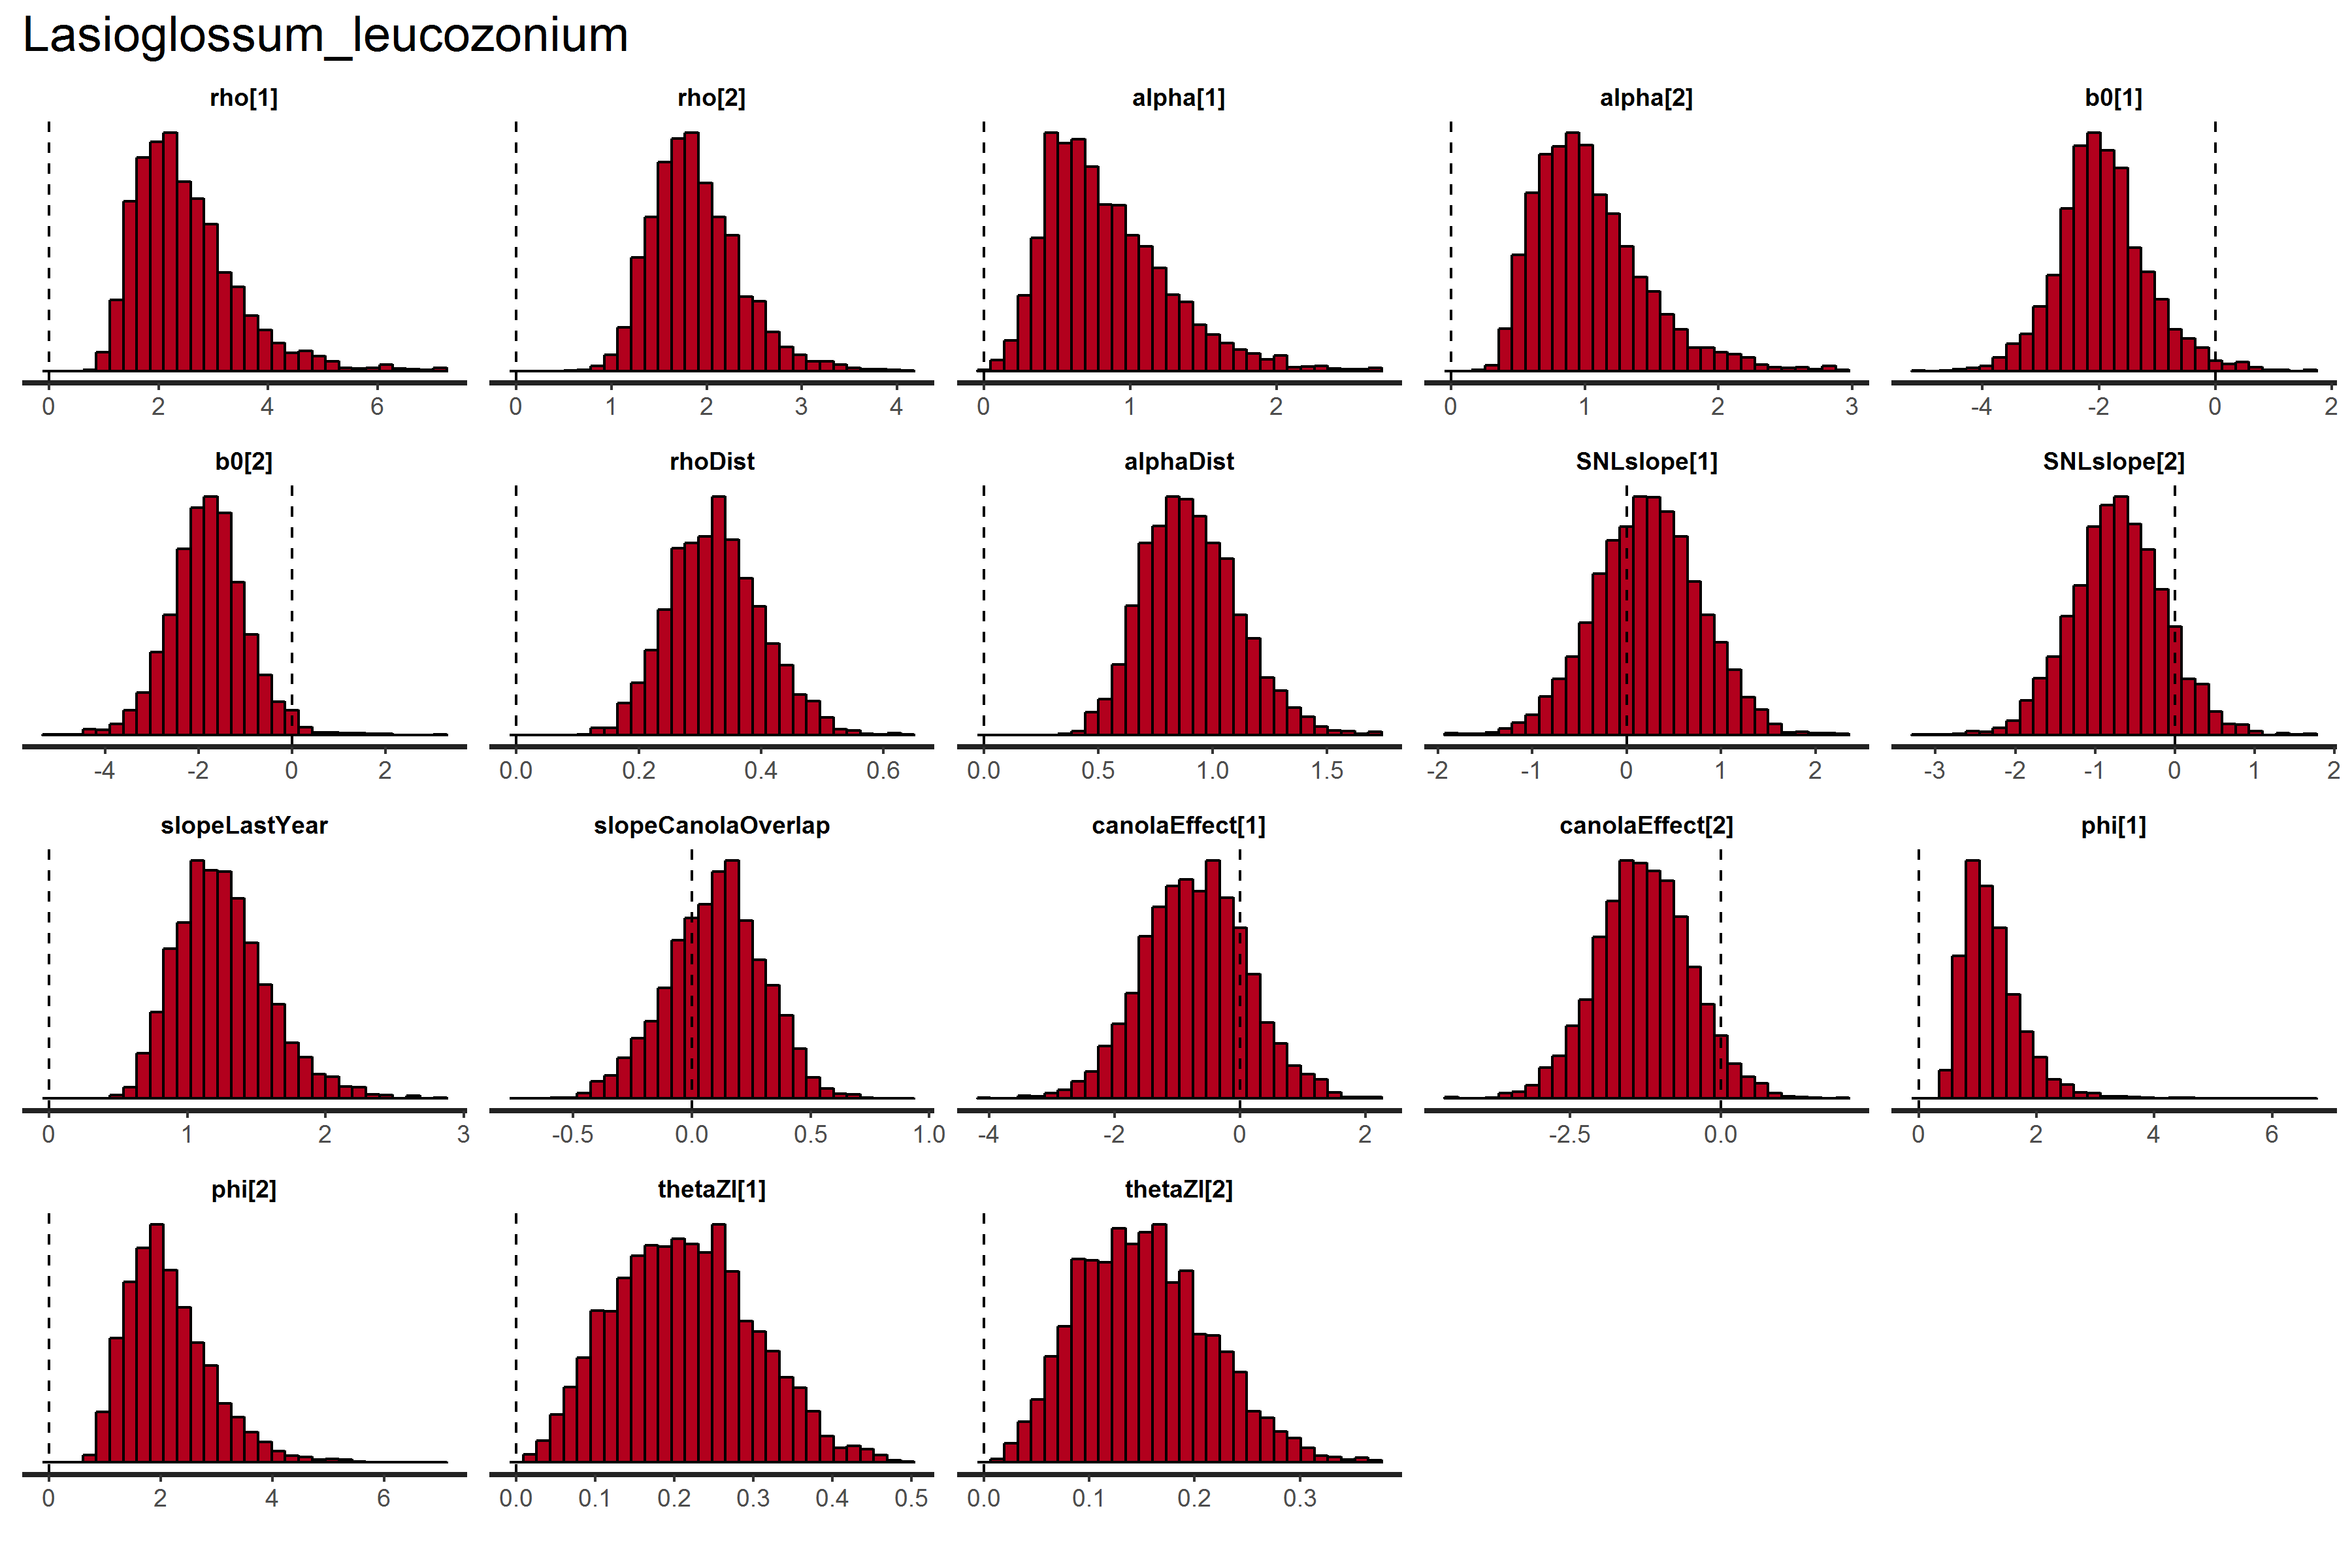 Lasioglossum_leucozonium
rho[1] rho[2] alpha[1] alpha[2] b0[1]
0 2 4 6 0 1 2 3 4 0 1 2 0 1 2 3 -4 -2 0 2
b0[2] rhoDist alphaDist SNLslope[1] SNLslope[2]
-4 -2 0 2 0.0 0.2 0.4 0.6 0.0 0.5 1.0 1.5 -2 -1 0 1 2 -3 -2 -1 0 1 2
slopeLastYear slopeCanolaOverlap canolaEffect[1] canolaEffect[2] phi[1]
0 1 2 3 -0.5 0.0 0.5 1.0 -4 -2 0 2 -2.5 0.0 0 2 4 6
phi[2] thetaZI[1] thetaZI[2]
0 2 4 6 0.0 0.1 0.2 0.3 0.4 0.5 0.0 0.1 0.2 0.3